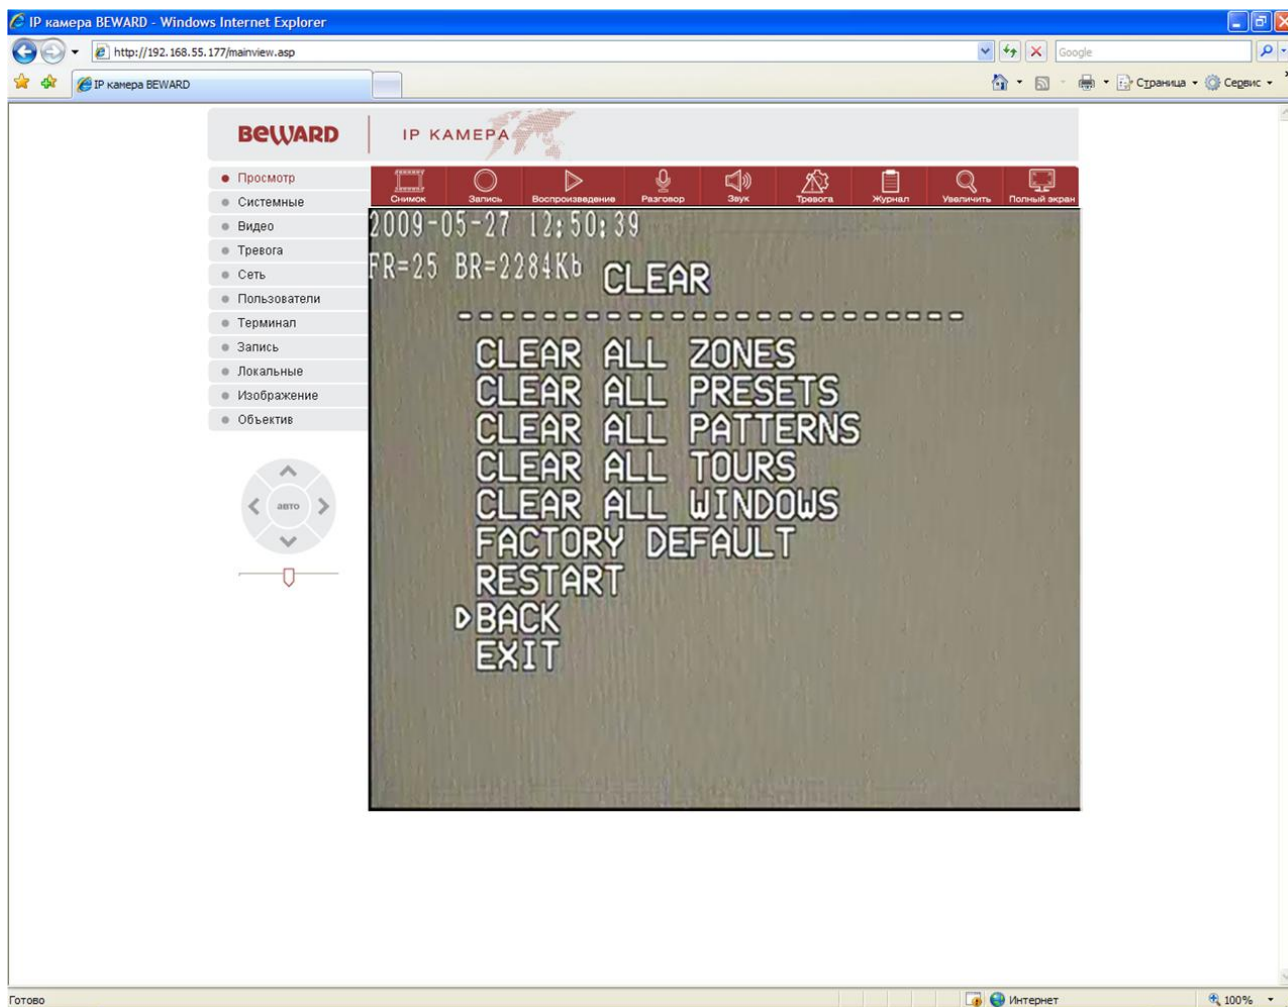 IP камера BEWARD - Windows Internet Explorer
http://192.168.55.177/mainview.asp
Google
IP камера BEWARD
Страница
Сервис
BEWARD
IP КАМЕРА
Просмотр
Системные
Видео
Тревога
Сеть
Пользователи
Терминал
Запись
Локальные
Изображение
Объектив
авто
Снимок
Запись
Воспроизведение
Разговор
Звук
Тревога
Журнал
Увеличить
Полный экран
2009-05-27 12:50:39
FR=25 BR=2284Kb
CLEAR
------------------------
CLEAR ALL ZONES
CLEAR ALL PRESETS
CLEAR ALL PATTERNS
CLEAR ALL TOURS
CLEAR ALL WINDOWS
FACTORY DEFAULT
RESTART
BACK
EXIT
Готово
Интернет
100%